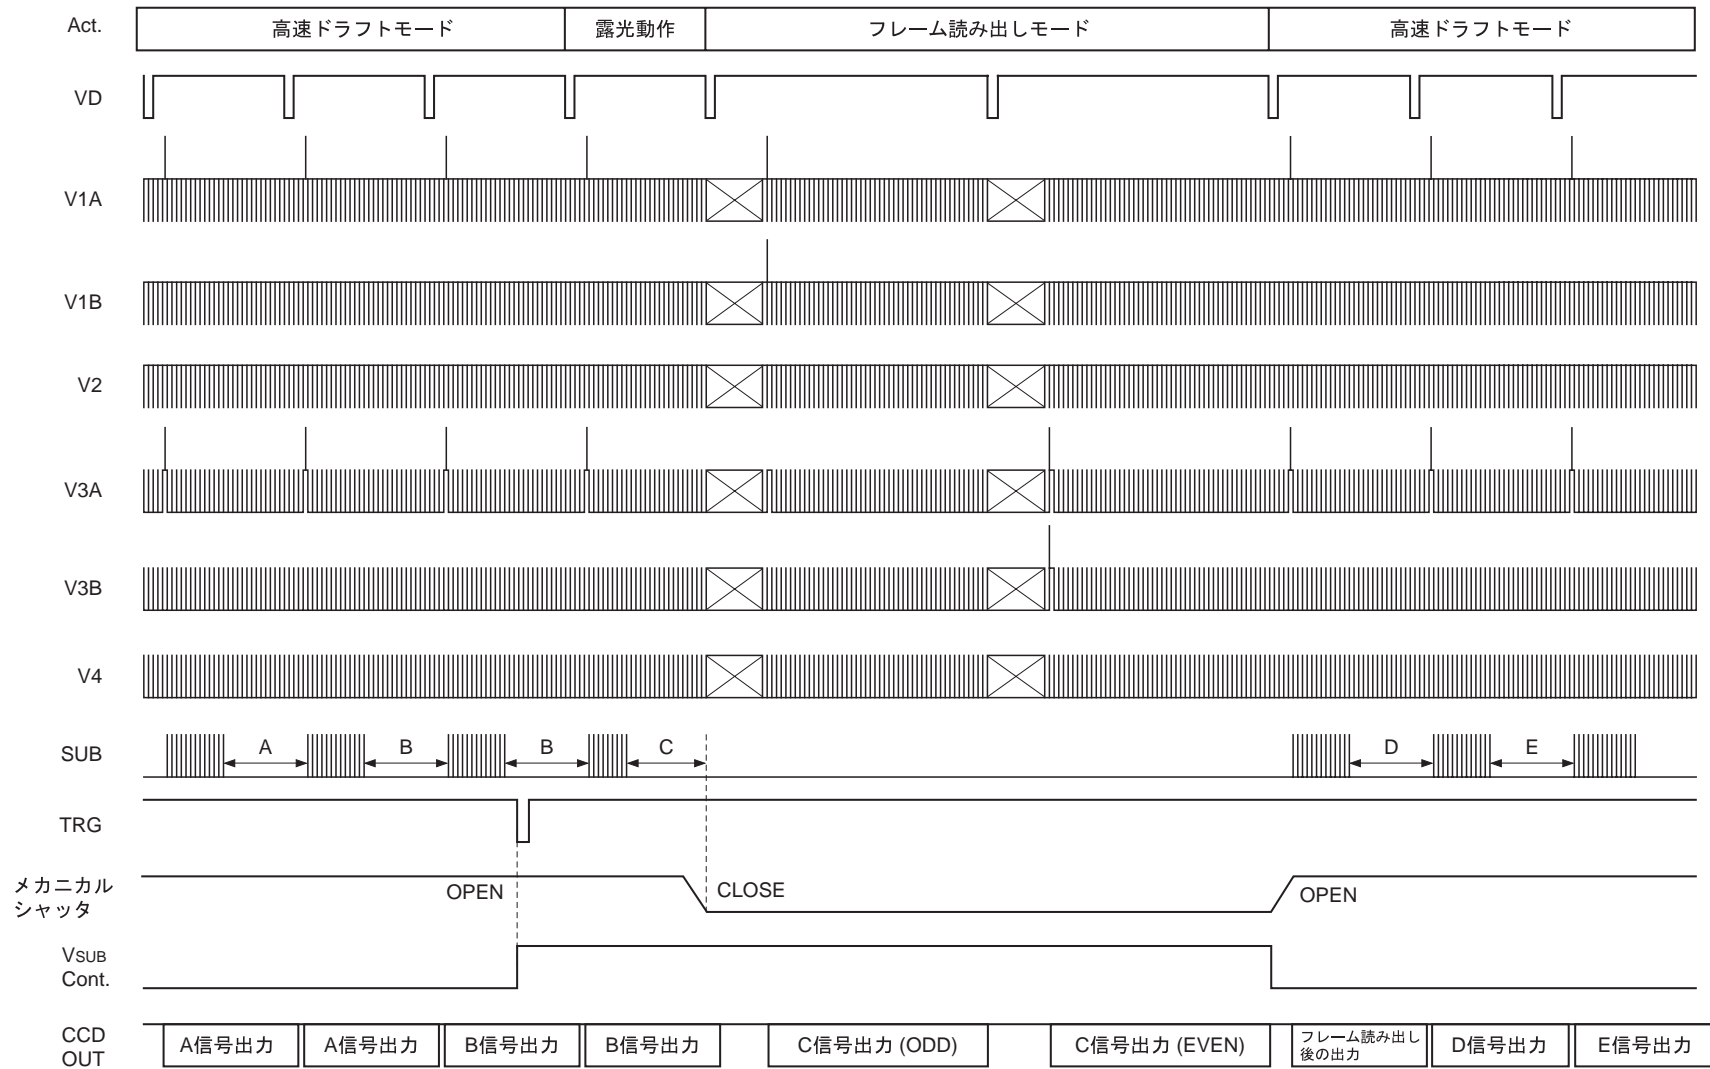 Act.
高速ドラフトモード
露光動作
フレーム読み出しモード
高速ドラフトモード
VD
V1A
V1B
V2
V3A
V3B
V4
SUB
A
B
B
C
D
E
TRG
メカニカル
シャッタ
OPEN
CLOSE
OPEN
VSUB
Cont.
CCD
OUT
A信号出力
A信号出力
B信号出力
B信号出力
C信号出力 (ODD)
C信号出力 (EVEN)
フレーム読み出し
後の出力
D信号出力
E信号出力